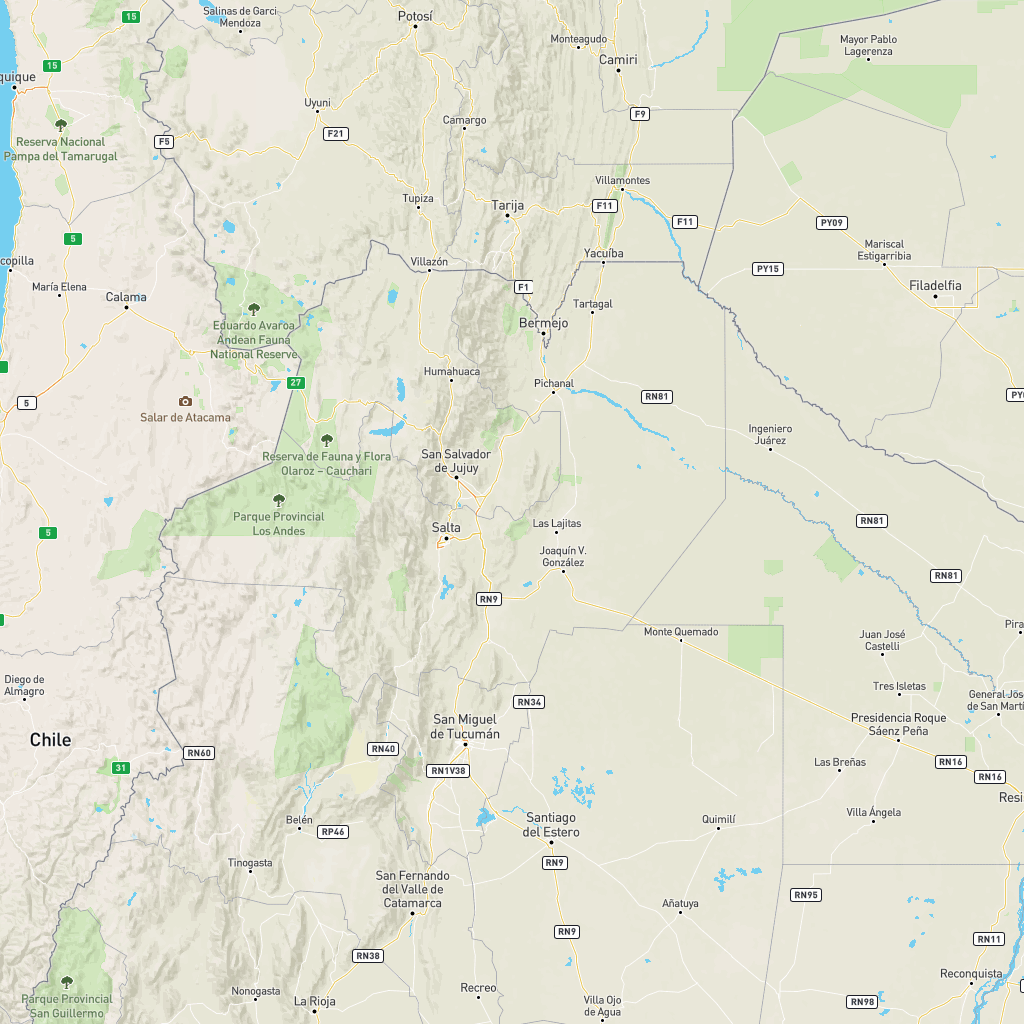 15
Salinas de Garci
Mendoza
Potosí
Monteagudo
Mayor Pablo
Lagerenza
Camiri
15
quique
Uyuni
F9
Camargo
F21
F5
Reserva Nacional
Pampa del Tamarugal
Villamontes
Tupiza
Tarija
F11
F11
PY09
5
Mariscal
Estigarribia
Yacuíba
copilla
Villazón
PY15
María Elena
F1
Filadelfia
Calama
Tartagal
Eduardo Avaroa
Andean Fauna
National Reserve
Bermejo
Humahuaca
27
Pichanal
5
Salar de Atacama
RN81
PY0
Ingeniero
Juárez
Reserva de Fauna y Flora
Olaroz – Cauchari
San Salvador
de Jujuy
Parque Provincial
Los Andes
5
Salta
Las Lajitas
RN81
Joaquín V.
González
RN81
RN9
Monte Quemado
Juan José
Castelli
Pira
Diego de
Almagro
Tres Isletas
General José
de San Martí
RN34
San Miguel
de Tucumán
Presidencia Roque
Sáenz Peña
Chile
RN60
RN40
31
RN1V38
Las Breñas
RN16
RN16
Resi
Belén
RP46
Santiago
del Estero
Quimilí
Villa Ángela
Tinogasta
RN9
San Fernando
del Valle de
Catamarca
RN95
Añatuya
RN9
RN11
RN38
Reconquista
Parque Provincial
San Guillermo
Nonogasta
La Rioja
Recreo
Villa Ojo
de Agua
RN98